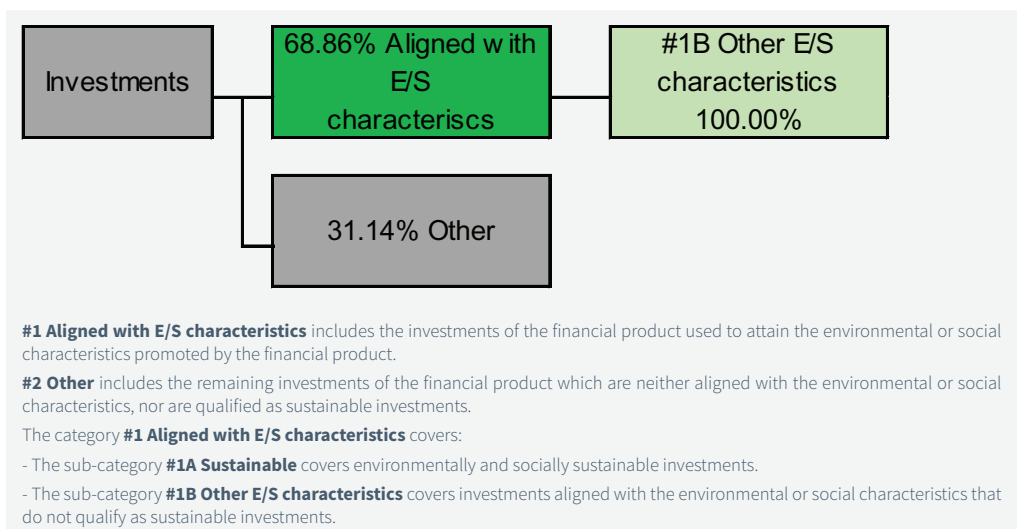 Investments
68.86% Aligned with
E/S
characteriscs
#1B Other E/S
characteristics
100.00%
31.14% Other
#1 Aligned with E/S characteristics includes the investments of the financial product used to attain the environmental or social
characteristics promoted by the financial product.
#2 Other includes the remaining investments of the financial product which are neither aligned with the environmental or social
characteristics, nor are qualified as sustainable investments.
The category #1 Aligned with E/S characteristics covers:
- The sub-category #1A Sustainable covers environmentally and socially sustainable investments.
- The sub-category #1B Other E/S characteristics covers investments aligned with the environmental or social characteristics that
do not qualify as sustainable investments.